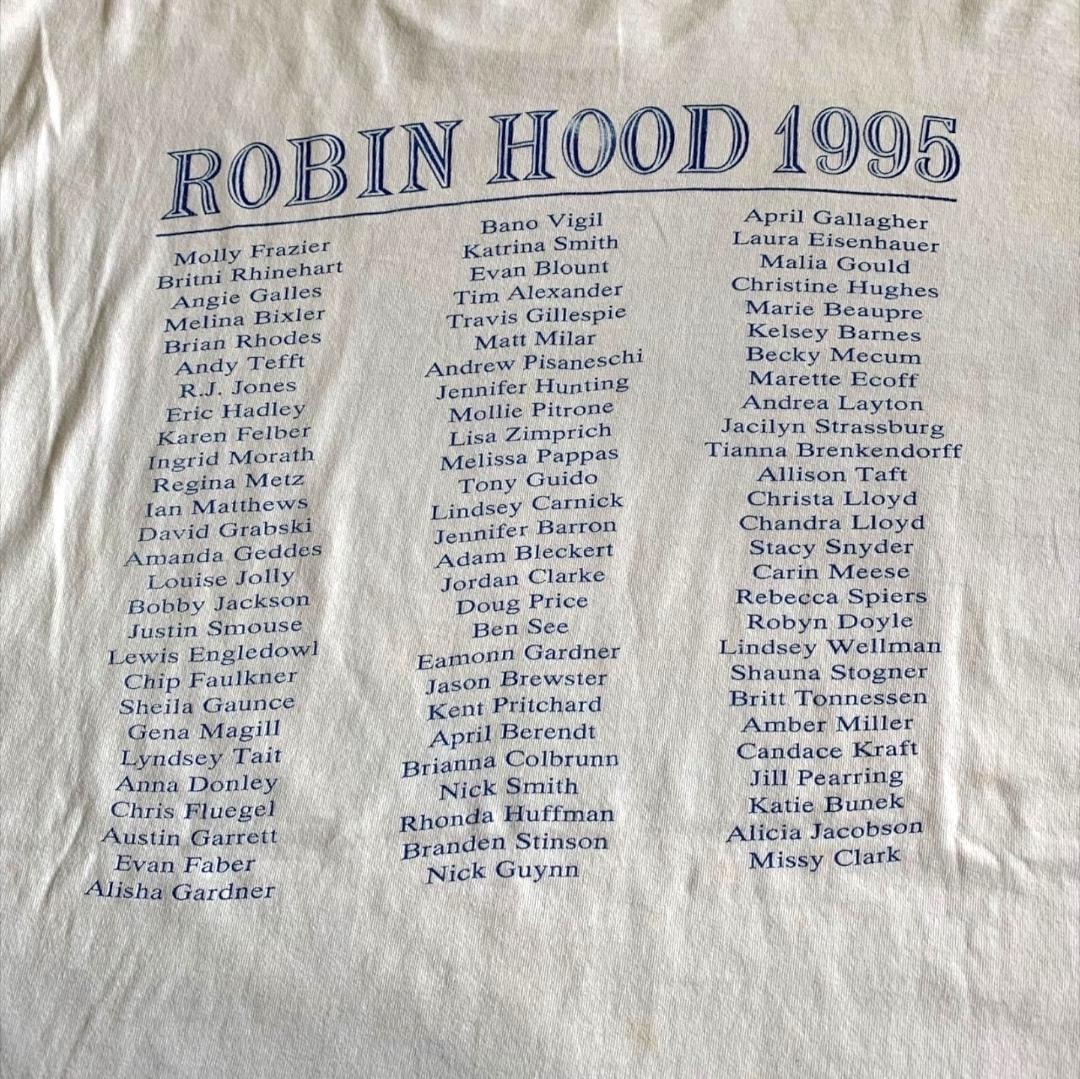 ROBIN HOOD 1995
Molly Frazier
Britni Rhinehart
Angie Galles
Melina Bixler
Brian Rhodes
Andy Tefft
R.J. Jones
Eric Hadley
Karen Felber
Ingrid Morath
Regina Metz
Ian Matthews
David Grabski
Amanda Geddes
Louise Jolly
Bobby Jackson
Justin Smouse
Lewis Engledowl
Chip Faulkner
Sheila Gaunce
Gena Magill
Lyndsey Tait
Anna Donley
Chris Fluegel
Austin Garrett
Evan Faber
Alisha Gardner
Bano Vigil
Katrina Smith
Evan Blount
Tim Alexander
Travis Gillespie
Matt Milar
Andrew Pisaneschi
Jennifer Hunting
Mollie Pitrone
Lisa Zimprich
Melissa Pappas
Tony Guido
Lindsey Carnick
Jennifer Barron
Adam Bleckert
Jordan Clarke
Doug Price
Ben See
Eamonn Gardner
Jason Brewster
Kent Pritchard
April Berendt
Brianna Colbrunn
Nick Smith
Rhonda Huffman
Branden Stinson
Nick Guynn
April Gallagher
Laura Eisenhauer
Malia Gould
Christine Hughes
Marie Beaupre
Kelsey Barnes
Becky Mecum
Marette Ecoff
Andrea Layton
Jacilyn Strassburg
Tianna Brenkendorff
Allison Taft
Christa Lloyd
Chandra Lloyd
Stacy Snyder
Carin Meese
Rebecca Spiers
Robyn Doyle
Lindsey Wellman
Shauna Stogner
Britt Tonnessen
Amber Miller
Candace Kraft
Jill Pearring
Katie Bunek
Alicia Jacobson
Missy Clark